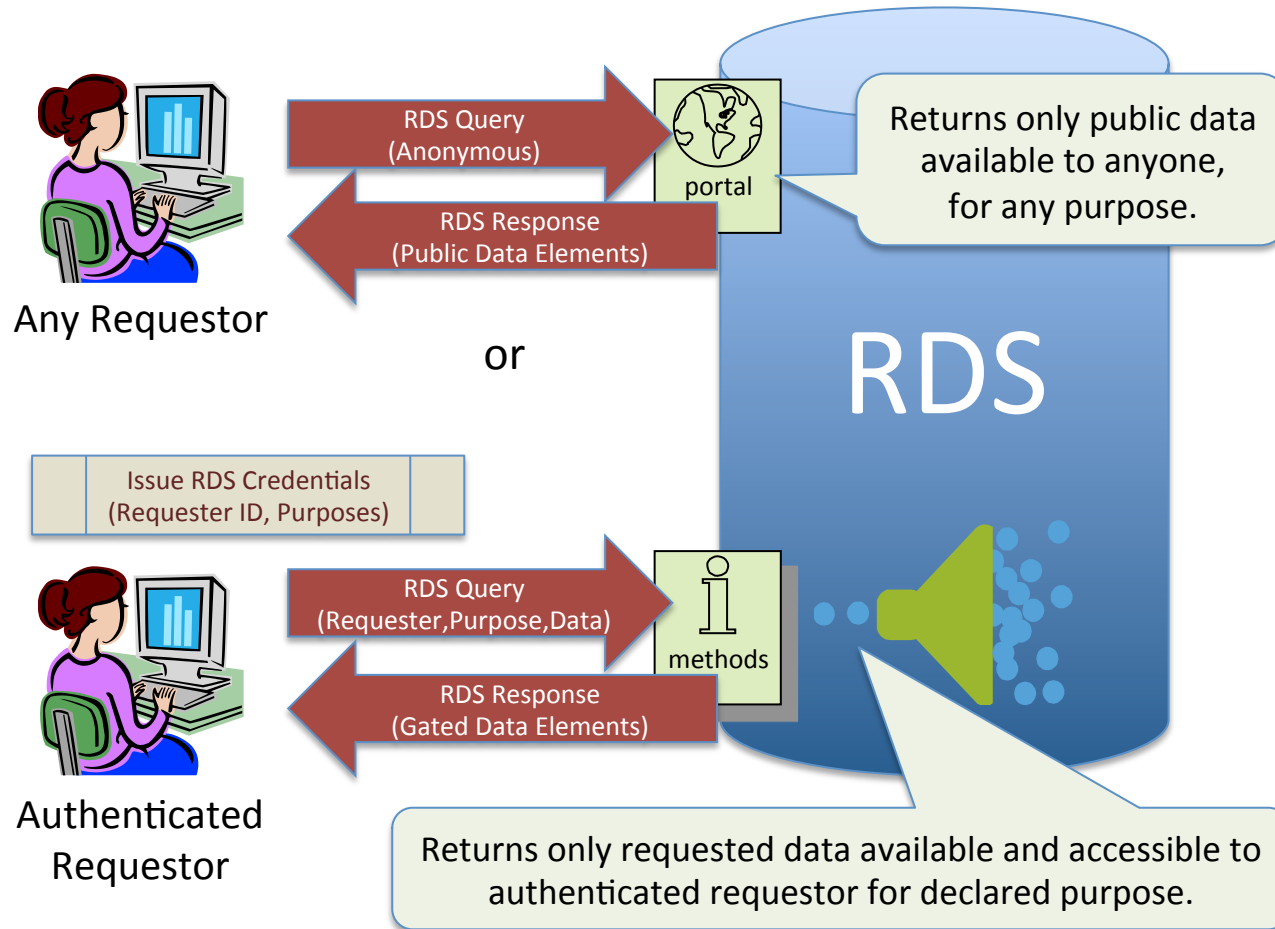 RDS Query
(Anonymous)
portal
Returns only public data
available to anyone,
for any purpose.
RDS Response
(Public Data Elements)
Any Requestor
or
RDS
Issue RDS Credentials
(Requester ID, Purposes)
RDS Query
(Requester,Purpose,Data)
methods
RDS Response
(Gated Data Elements)
Authenticated
Requestor
Returns only requested data available and accessible to
authenticated requestor for declared purpose.